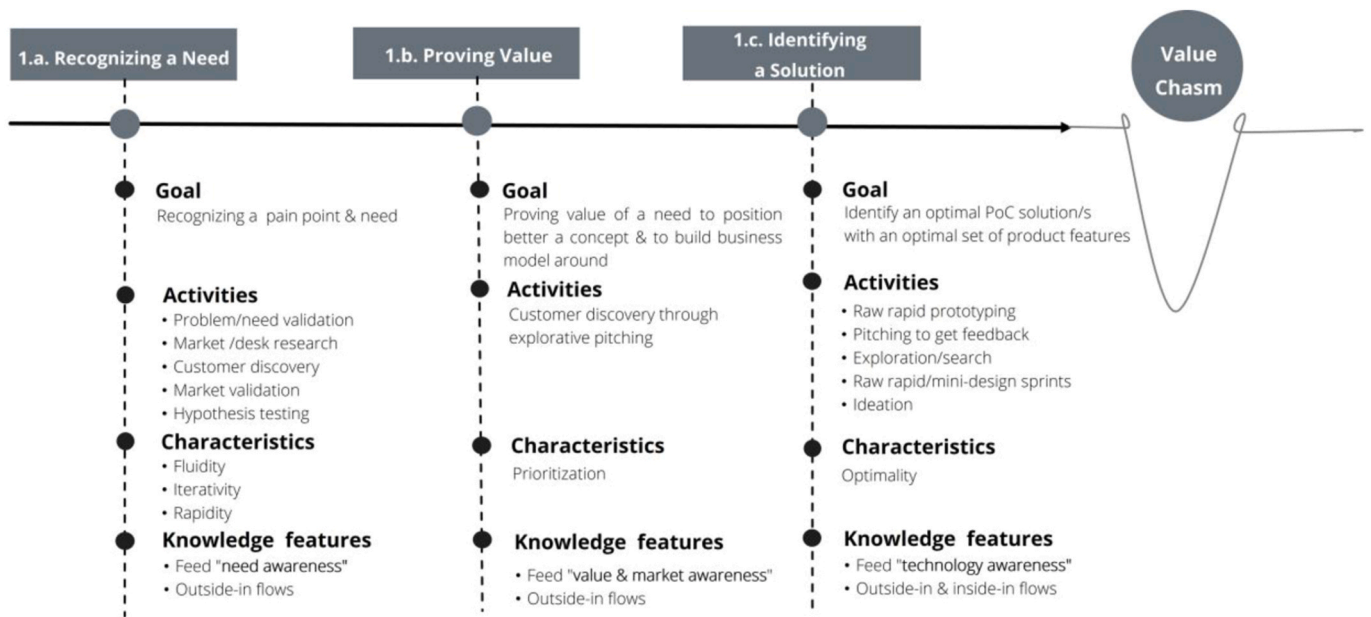 1.a. Recognizing a Need
1.b. Proving Value
1.c. Identifying
a Solution
Value
Chasm
Goal
Recognizing a pain point & need
Activities
• Problem/need validation
• Market /desk research
• Customer discovery
• Market validation
• Hypothesis testing
Characteristics
• Fluidity
• Iterativity
• Rapidity
Knowledge features
• Feed "need awareness"
• Outside-in flows
Goal
Proving value of a need to position
better a concept & to build business
model around
Activities
Customer discovery through
explorative pitching
Characteristics
Prioritization
Knowledge features
• Feed "value & market awareness"
• Outside-in flows
Goal
Identify an optimal PoC solution/s
with an optimal set of product features
Activities
• Raw rapid prototyping
• Pitching to get feedback
• Exploration/search
• Raw rapid/mini-design sprints
• Ideation
Characteristics
Optimality
Knowledge features
• Feed "technology awareness"
• Outside-in & inside-in flows